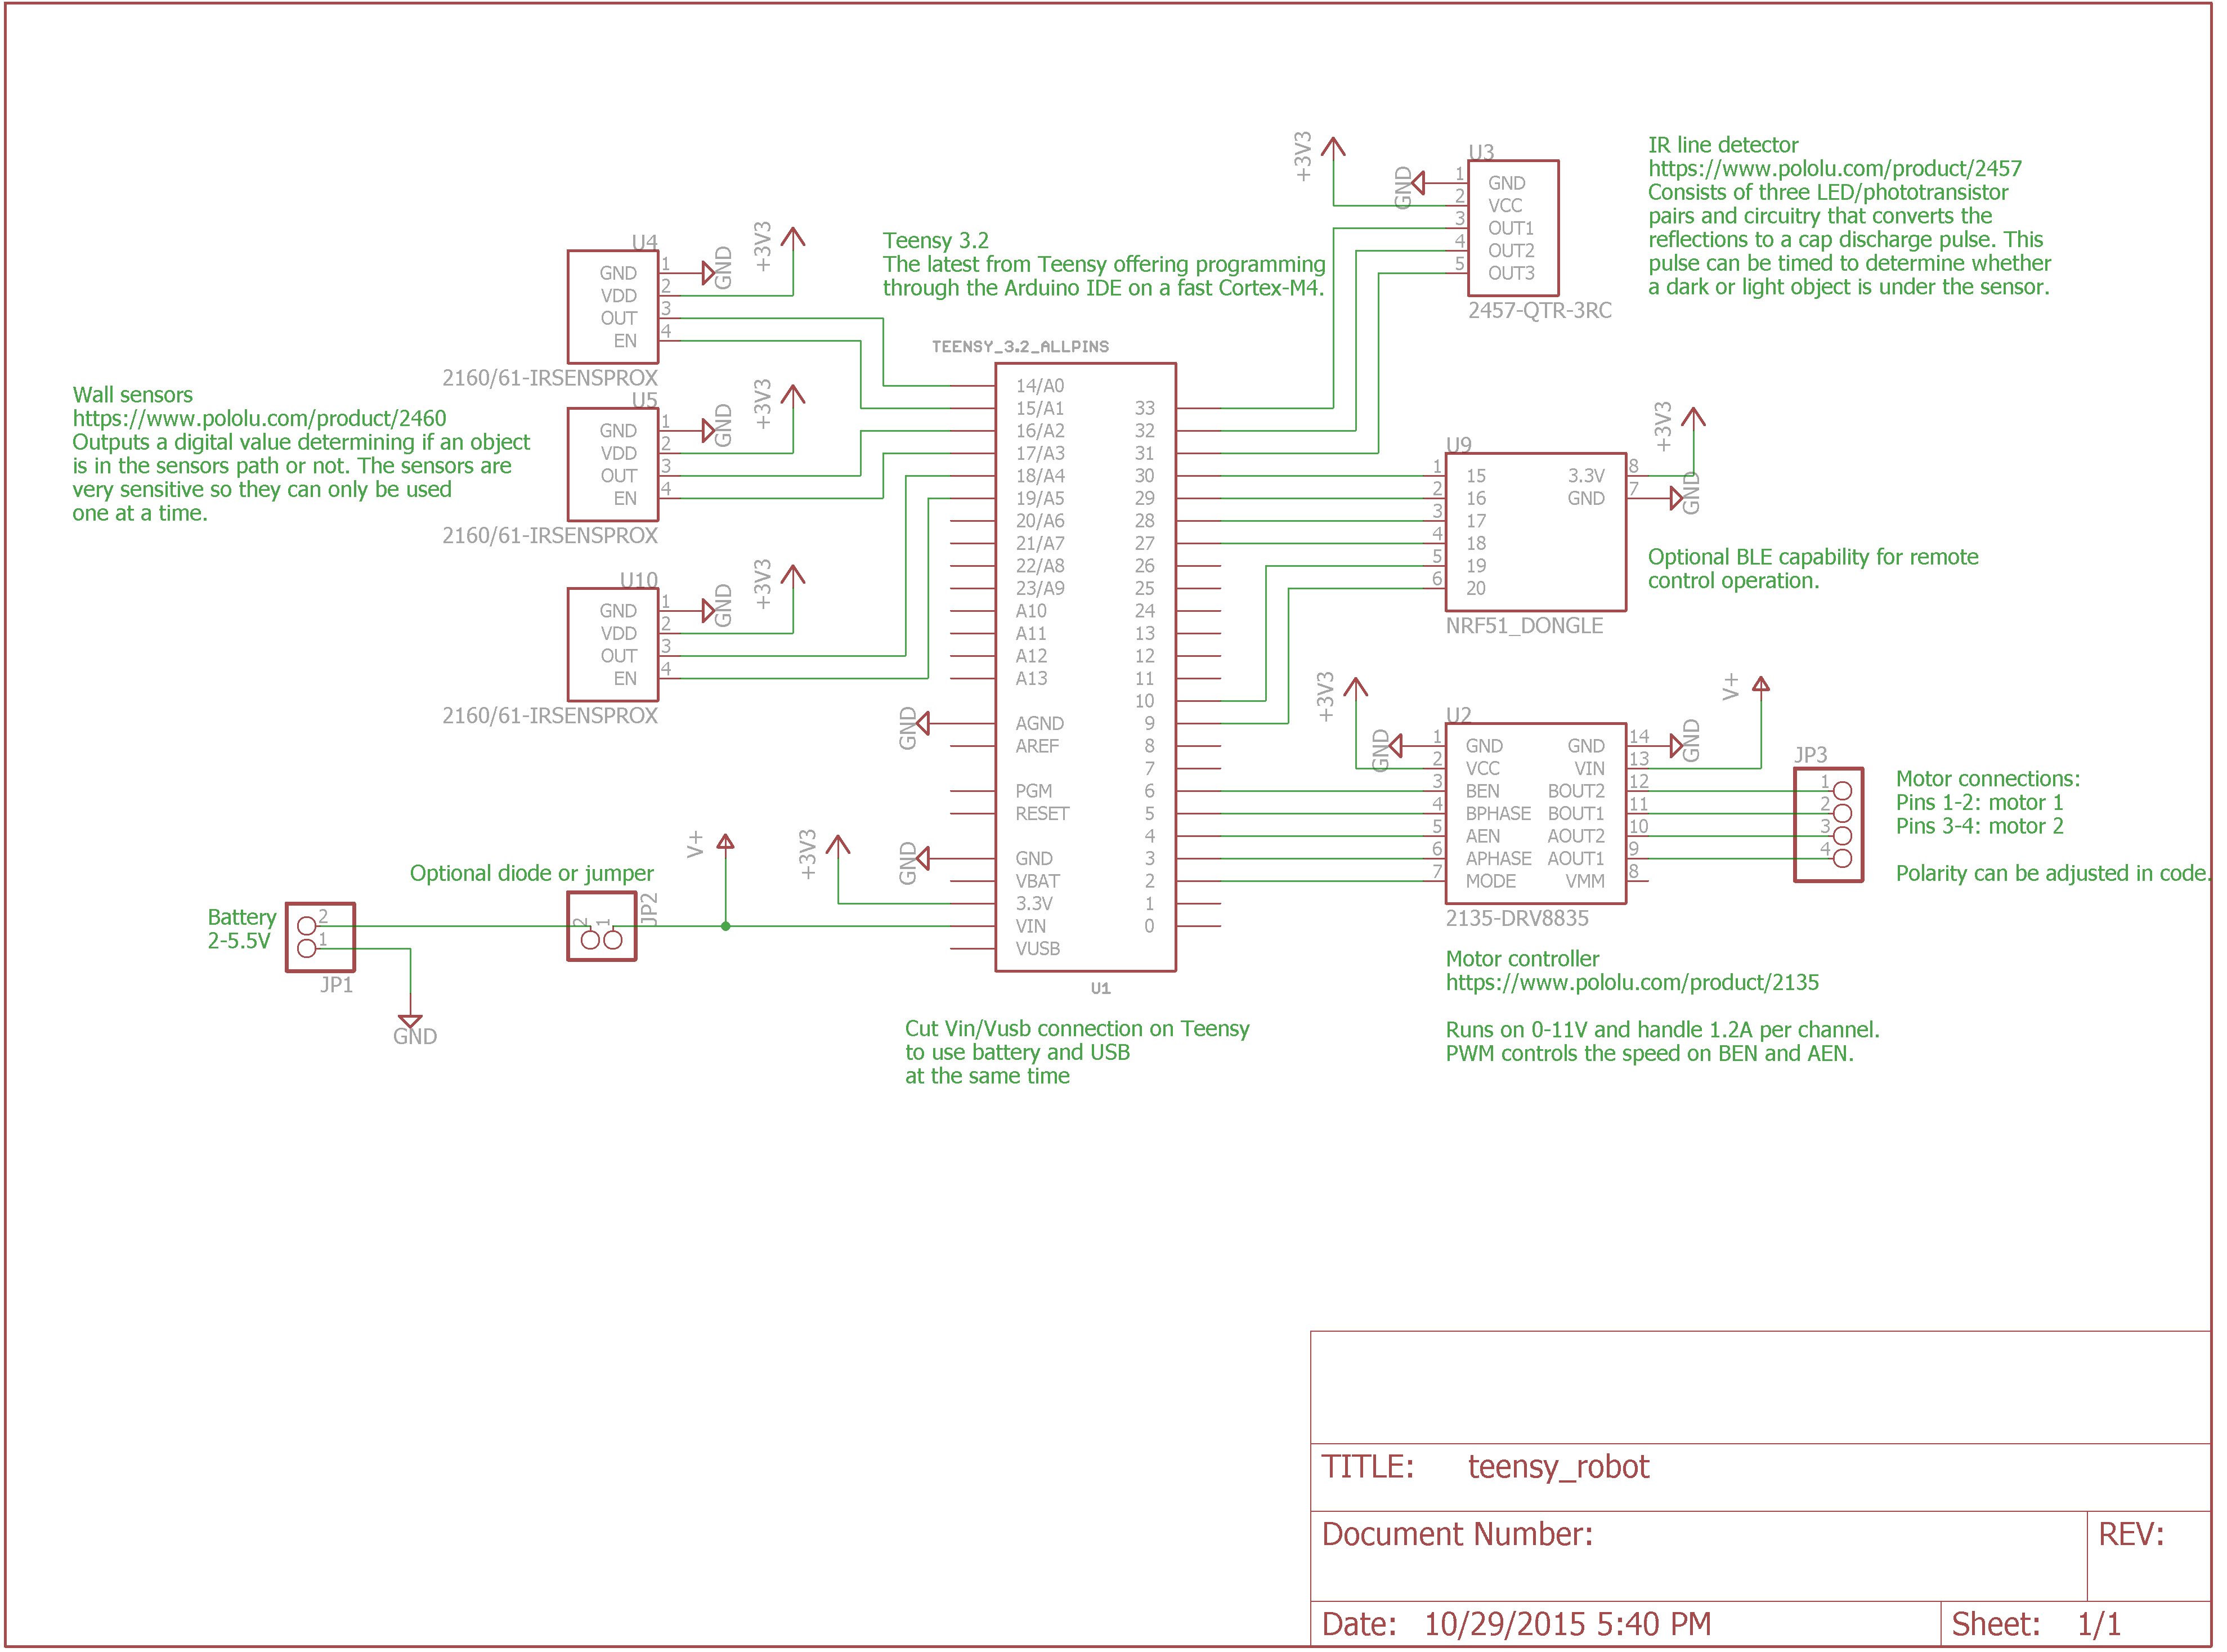 IR line detector
https://www.pololu.com/product/2457
Consists of three LED/phototransistor
pairs and circuitry that converts the
reflections to a cap discharge pulse. This
pulse can be timed to determine whether
a dark or light object is under the sensor.
+3V3
GND
U3
1 GND
2 VCC
3 OUT1
4 OUT2
5 OUT3
2457-QTR-3RC
Teensy 3.2
The latest from Teensy offering programming
through the Arduino IDE on a fast Cortex-M4.
U4
GND 1
VDD 2
OUT 3
EN 4
GND
+3V3
2160/61-IRSENSPROX
Wall sensors
https://www.pololu.com/product/2460
Outputs a digital value determining if an object
is in the sensors path or not. The sensors are
very sensitive so they can only be used
one at a time.
U5
GND 1
VDD 2
OUT 3
EN 4
GND
+3V3
2160/61-IRSENSPROX
U10
GND 1
VDD 2
OUT 3
EN 4
GND
+3V3
2160/61-IRSENSPROX
TEENSY_3.2_ALLPINS
14/A0
15/A1 33
16/A2 32
17/A3 31
18/A4 30
19/A5 29
20/A6 28
21/A7 27
22/A8 26
23/A9 25
A10 24
A11 13
A12 12
A13 11
10
AGND 9
AREF 8
7
PGM 6
RESET 5
4
GND 3
VBAT 2
3.3V 1
VIN 0
VUSB
U1
GND
GND
+3V3
V+
Cut Vin/Vusb connection on Teensy
to use battery and USB
at the same time
Optional diode or jumper
2 1
JP2
Battery
2-5.5V
2
1
JP1
GND
U9
1 15 3.3V 8
2 16 GND 7
3 17
4 18
5 19
6 20
NRF51_DONGLE
+3V3
GND
Optional BLE capability for remote
control operation.
+3V3
GND
U2
1 GND GND 14
2 VCC VIN 13
3 BEN BOUT2 12
4 BPHASE BOUT1 11
5 AEN AOUT2 10
6 APHASE AOUT1 9
7 MODE VMM 8
2135-DRV8835
GND
V+
JP3
1
2
3
4
Motor connections:
Pins 1-2: motor 1
Pins 3-4: motor 2
Polarity can be adjusted in code.
Motor controller
https://www.pololu.com/product/2135
Runs on 0-11V and handle 1.2A per channel.
PWM controls the speed on BEN and AEN.
TITLE: teensy_robot
Document Number:
REV:
Date: 10/29/2015 5:40 PM
Sheet: 1/1